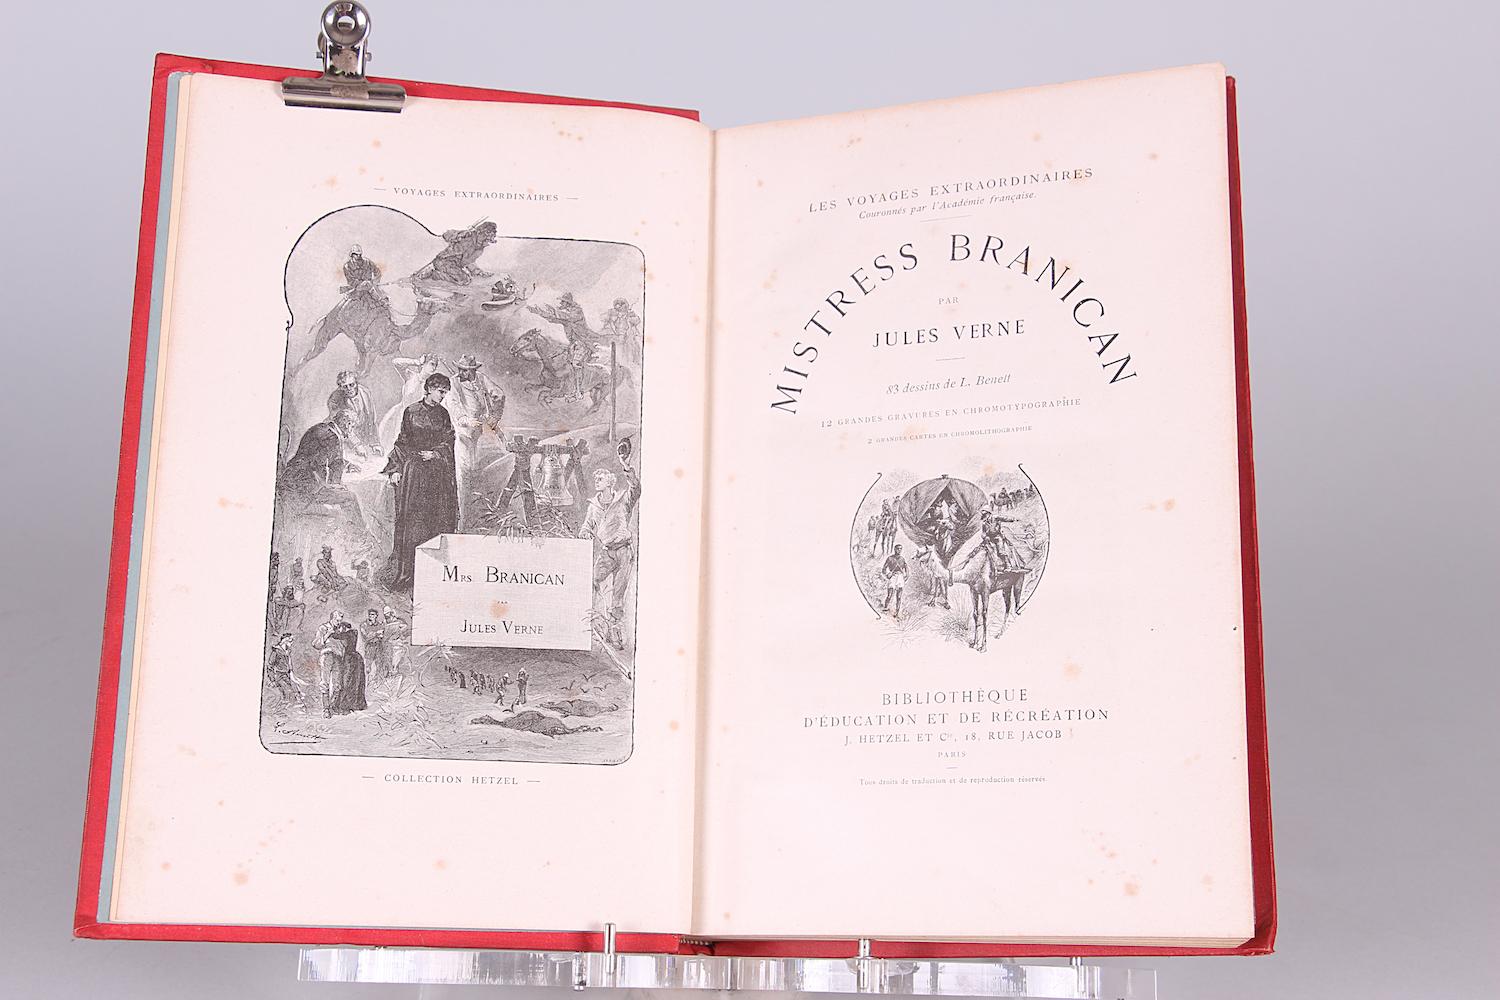 — VOYAGES EXTRAORDINAIRES —
MRS. BRANICAN
PAR
JULES VERNE
— COLLECTION HETZEL —
LES VOYAGES EXTRAORDINAIRES
Couronnés par l'Académie française.
MISTRESS BRANICAN
PAR
JULES VERNE
83 dessins de L. Benett
12 GRANDES GRAVURES EN CHROMOTYPOGRAPHIE
2 GRANDES CARTES EN CHROMOLITHOGRAPHIE
BIBLIOTHÈQUE
D'ÉDUCATION ET DE RÉCRÉATION
J. HETZEL ET Cie, 18, RUE JACOB
PARIS
Tous droits de traduction et de reproduction réservés.